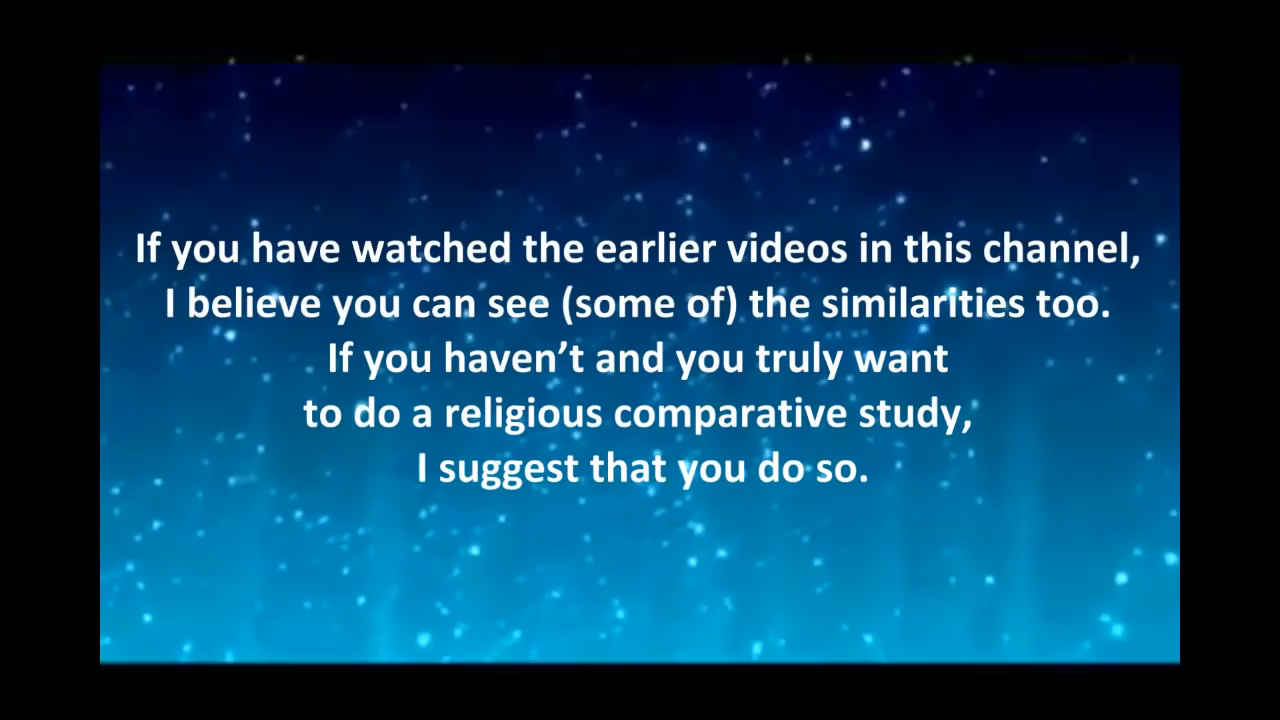 If you have watched the earlier videos in this channel,
I believe you can see (some of) the similarities too.
If you haven’t and you truly want
to do a religious comparative study,
I suggest that you do so.